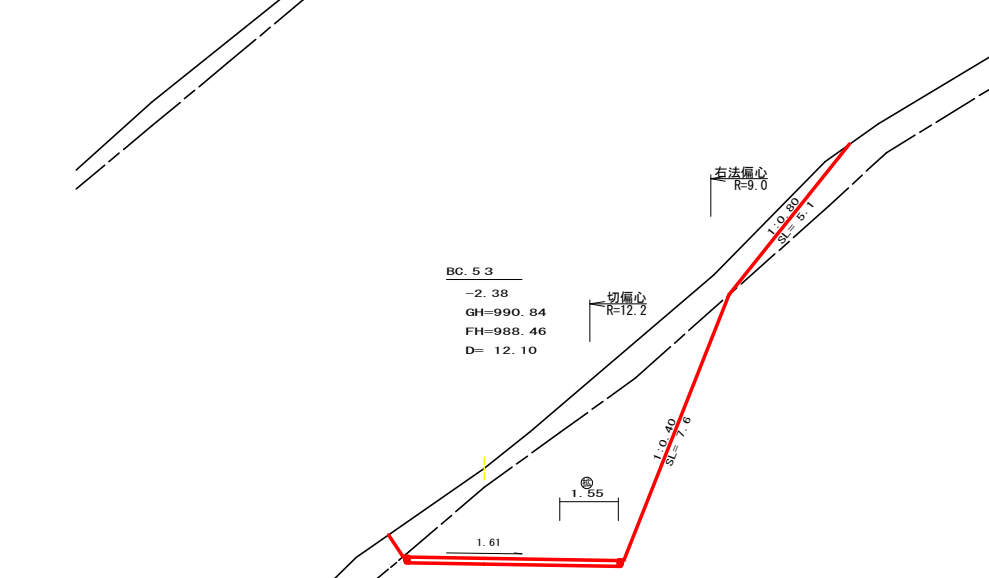 右法偏心
R=9.0
1:0.80
SL= 5.1
BC.53
-2.38
GH=990.84
FH=988.46
D= 12.10
切偏心
R=12.2
1:0.40
SL= 7.6
拡
1.55
1.61